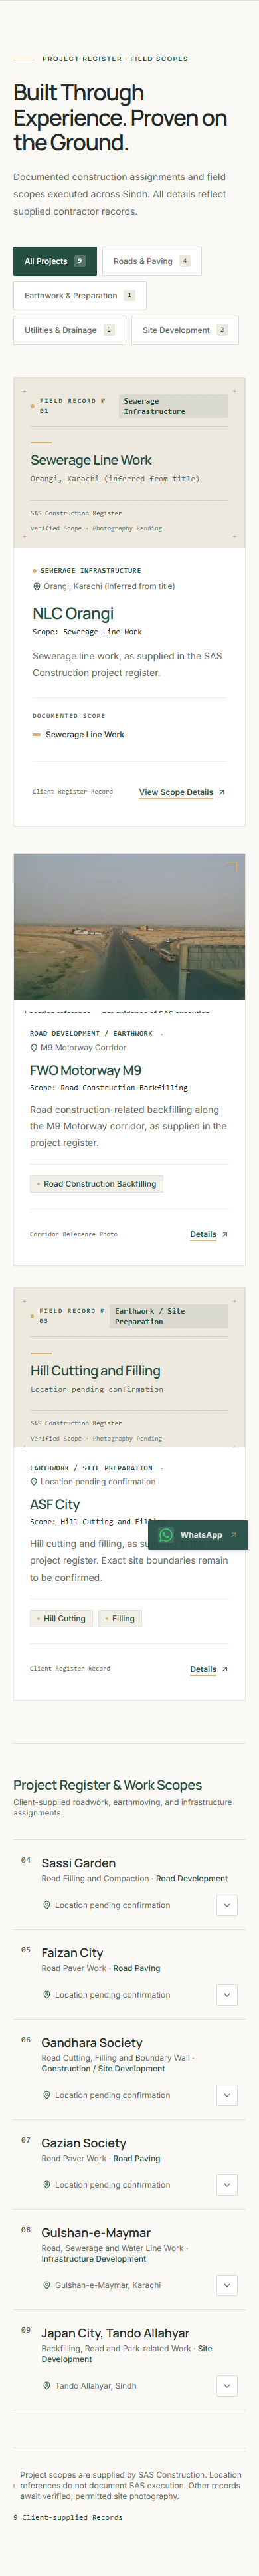 PROJECT REGISTER · FIELD SCOPES
Built Through
Experience. Proven on
the Ground.
Documented construction assignments and field
scopes executed across Sindh. All details reflect
supplied contractor records.
All Projects 9
Roads & Paving 4
Earthwork & Preparation 1
Utilities & Drainage 2
Site Development 2
FIELD RECORD №
01
Sewerage
Infrastructure
Sewerage Line Work
Orangi, Karachi (inferred from title)
SAS Construction Register
Verified Scope · Photography Pending
SEWERAGE INFRASTRUCTURE
Orangi, Karachi (inferred from title)
NLC Orangi
Scope: Sewerage Line Work
Sewerage line work, as supplied in the SAS
Construction project register.
DOCUMENTED SCOPE
Sewerage Line Work
Client Register Record
View Scope Details
ROAD DEVELOPMENT / EARTHWORK ·
M9 Motorway Corridor
FWO Motorway M9
Scope: Road Construction Backfilling
Road construction-related backfilling along
the M9 Motorway corridor, as supplied in the
project register.
Road Construction Backfilling
Corridor Reference Photo
Details
FIELD RECORD №
03
Earthwork / Site
Preparation
Hill Cutting and Filling
Location pending confirmation
SAS Construction Register
Verified Scope · Photography Pending
EARTHWORK / SITE PREPARATION ·
Location pending confirmation
ASF City
Scope: Hill Cutting and
WhatsApp
Hill cutting and filling, as
project register. Exact site boundaries remain
to be confirmed.
Hill Cutting
Filling
Client Register Record
Details
Project Register & Work Scopes
Client-supplied roadwork, earthmoving, and infrastructure
assignments.
04 Sassi Garden
Road Filling and Compaction · Road Development
Location pending confirmation
05 Faizan City
Road Paver Work · Road Paving
Location pending confirmation
06 Gandhara Society
Road Cutting, Filling and Boundary Wall ·
Construction / Site Development
Location pending confirmation
07 Gazian Society
Road Paver Work · Road Paving
Location pending confirmation
08 Gulshan-e-Maymar
Road, Sewerage and Water Line Work ·
Infrastructure Development
Gulshan-e-Maymar, Karachi
09 Japan City, Tando Allahyar
Backfilling, Road and Park-related Work · Site
Development
Tando Allahyar, Sindh
Project scopes are supplied by SAS Construction. Location
references do not document SAS execution. Other records
await verified, permitted site photography.
9 Client-supplied Records